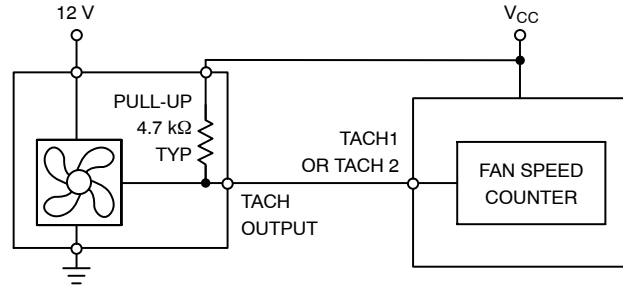 12 V
VCC
PULL-UP
4.7 kΩ
TYP
TACH1
OR TACH 2
FAN SPEED
COUNTER
TACH
OUTPUT